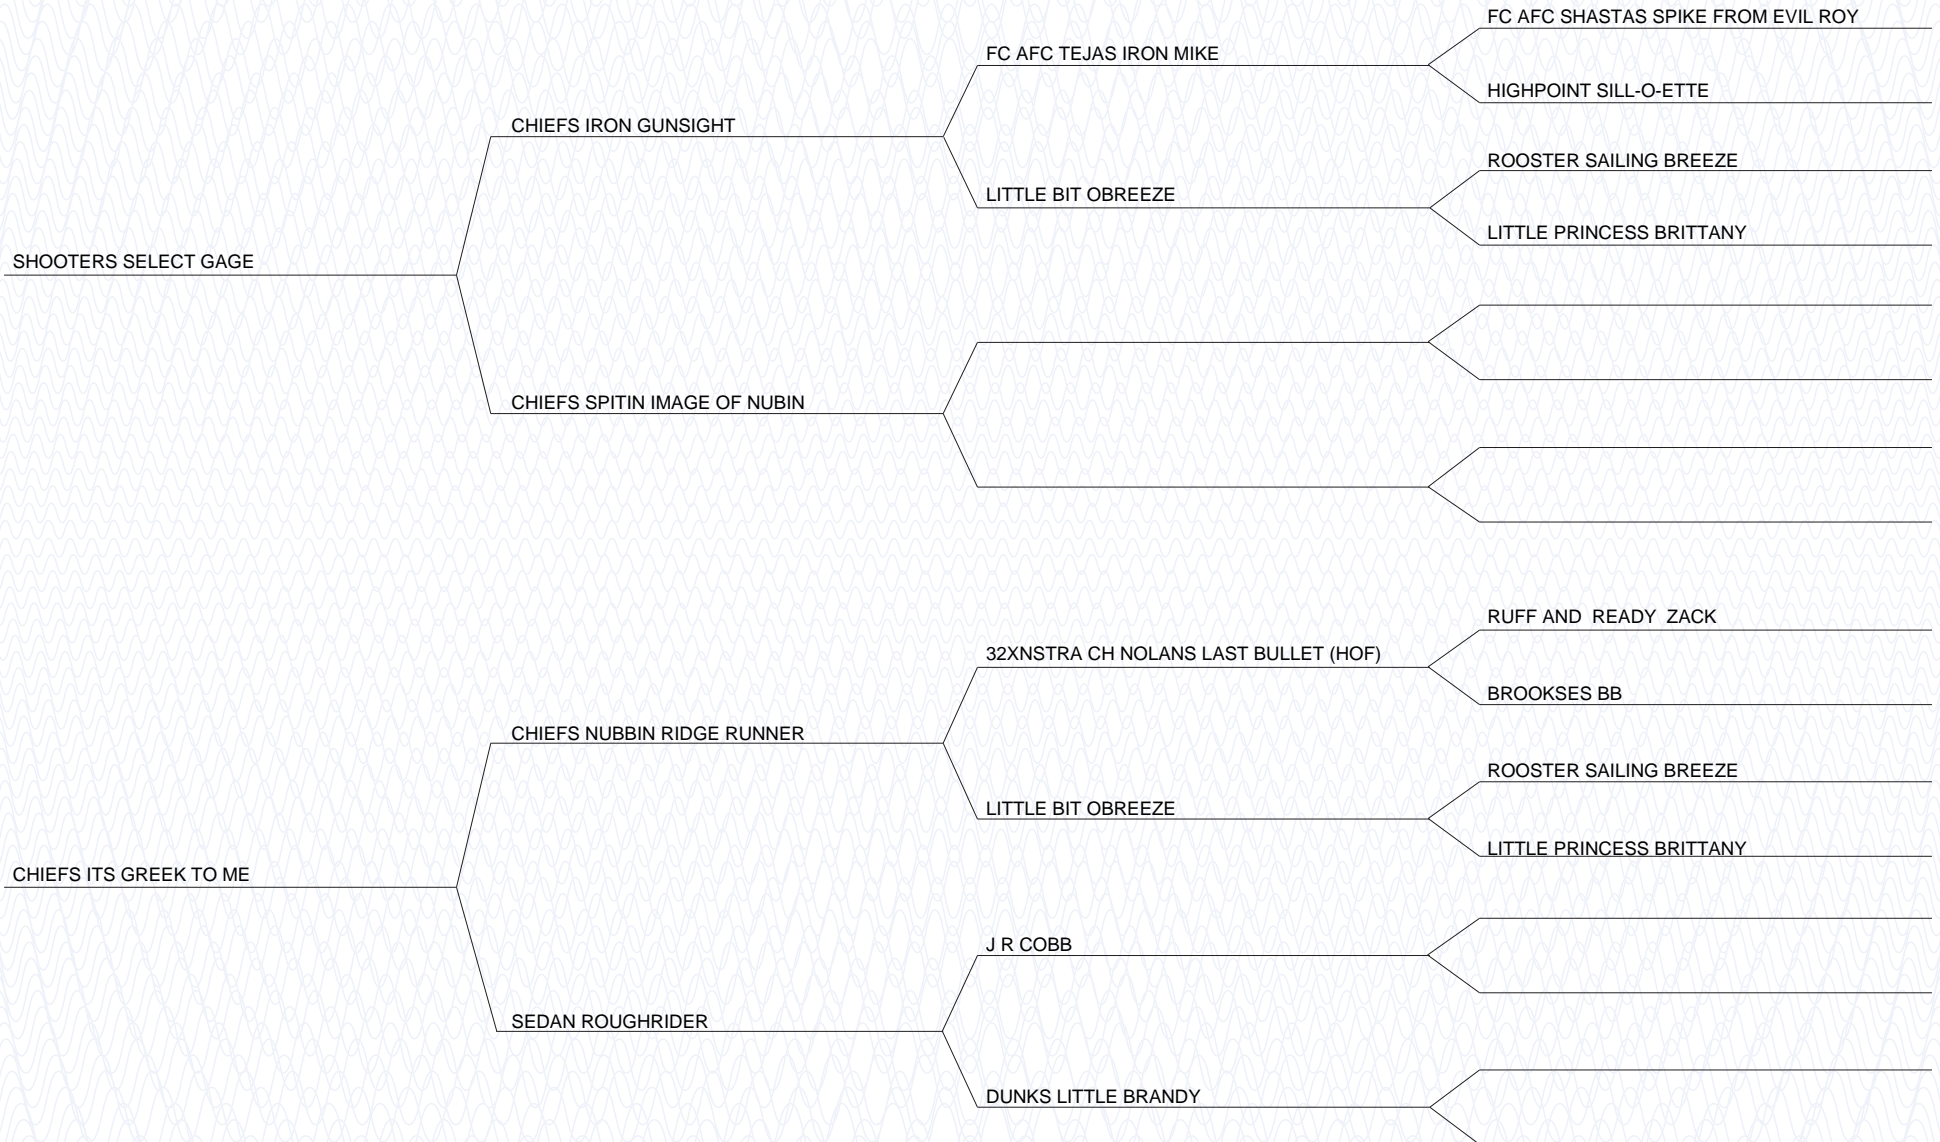 FC AFC SHASTAS SPIKE FROM EVIL ROY
FC AFC TEJAS IRON MIKE
HIGHPOINT SILL-O-ETTE
CHIEFS IRON GUNSIGHT
ROOSTER SAILING BREEZE
LITTLE BIT OBREEZE
LITTLE PRINCESS BRITTANY
SHOOTERS SELECT GAGE
CHIEFS SPITIN IMAGE OF NUBIN
RUFF AND  READY  ZACK
32XNSTRA CH NOLANS LAST BULLET (HOF)
BROOKSES BB
CHIEFS NUBBIN RIDGE RUNNER
ROOSTER SAILING BREEZE
LITTLE BIT OBREEZE
LITTLE PRINCESS BRITTANY
CHIEFS ITS GREEK TO ME
J R COBB
SEDAN ROUGHRIDER
DUNKS LITTLE BRANDY